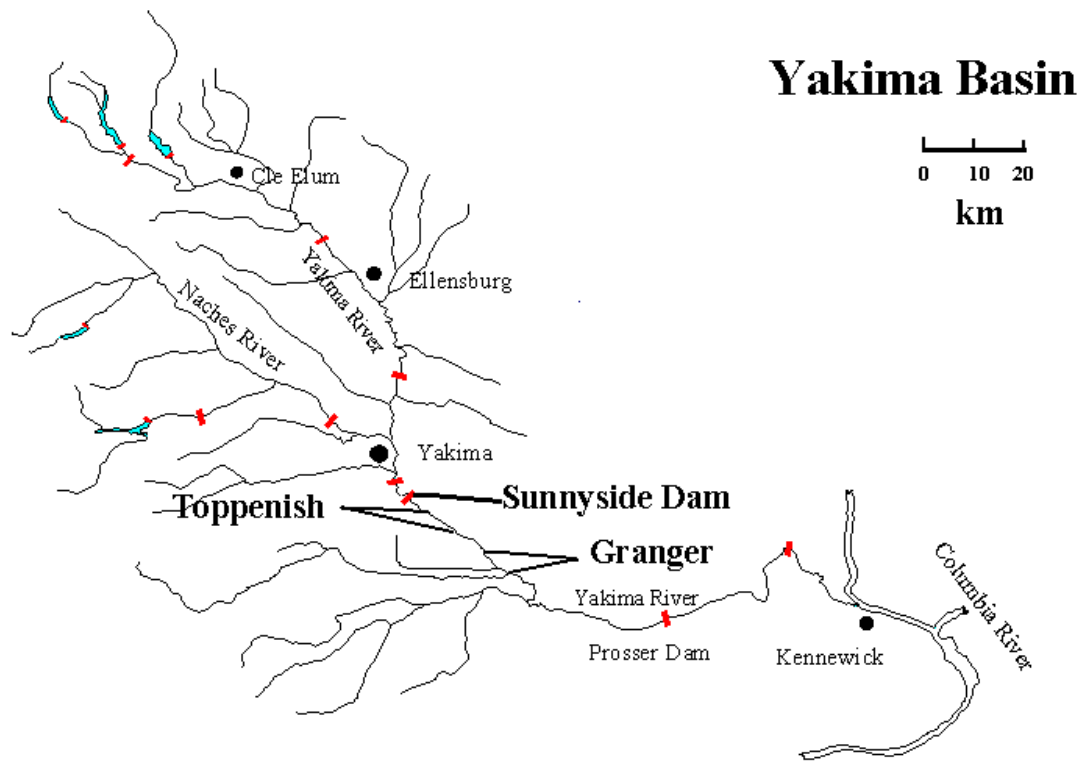 Yakima Basin
0 10 20
km
Cle Elum
Ellensburg
Yakima River
Naches River
Yakima
Sunnyside Dam
Toppenish
Granger
Columbia River
Yakima River
Prosser Dam
Kennewick